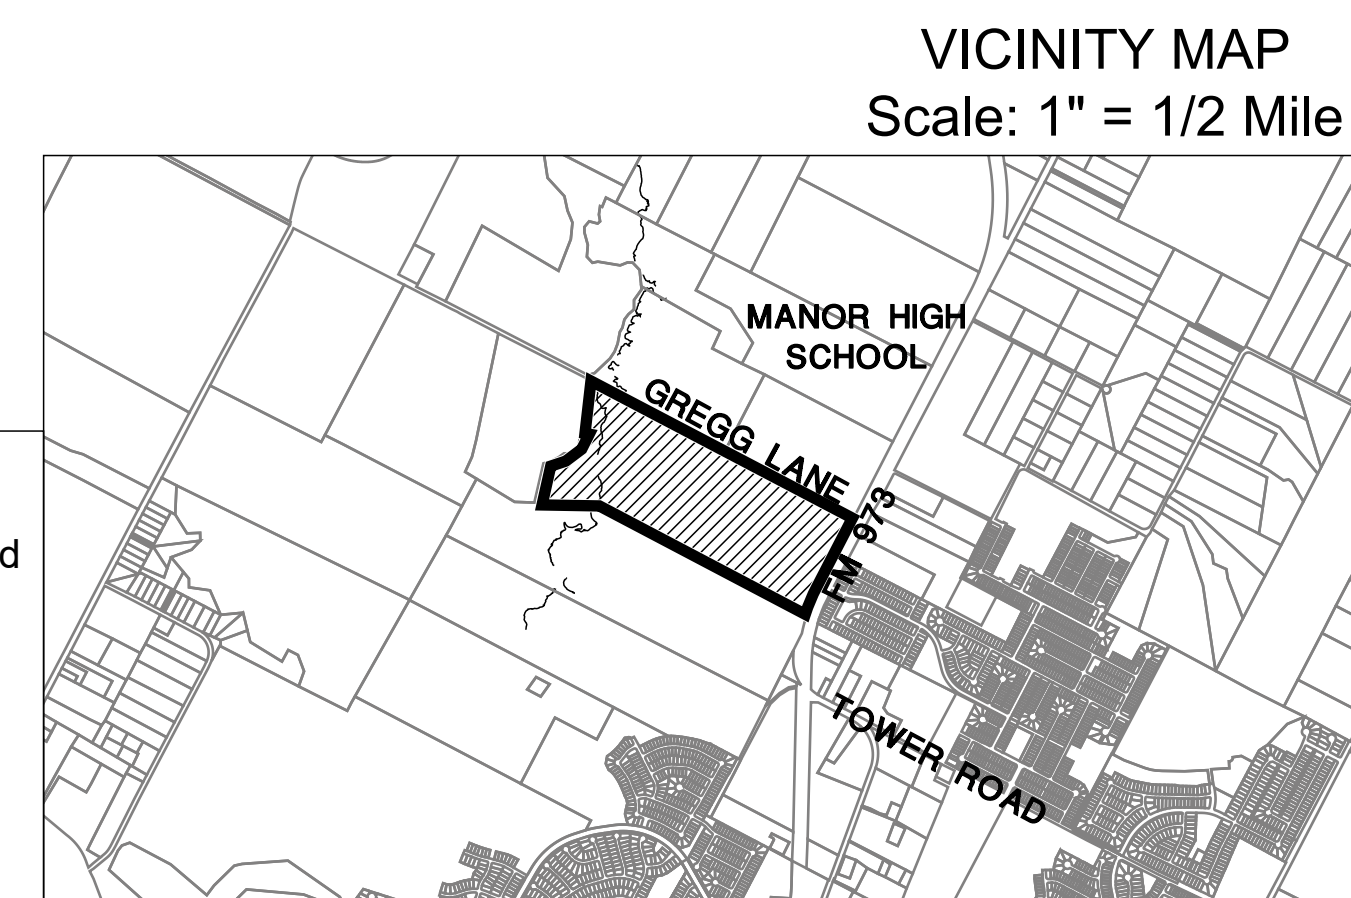 VICINITY MAP
Scale: 1" = 1/2 Mile
MANOR HIGH
SCHOOL
GREGG LANE
FM 973
d
TOWER ROAD